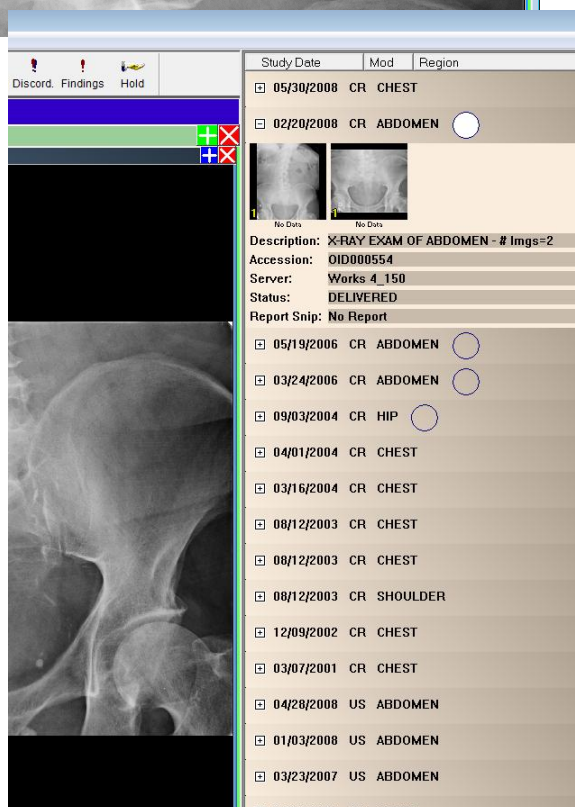 Discord. Findings Hold
Study Date Mod Region
05/30/2008 CR CHEST
02/20/2008 CR ABDOMEN
1 1
No Data No Data
Description: X-RAY EXAM OF ABDOMEN - # Imgs=2
Accession: OID000554
Server: Works 4_150
Status: DELIVERED
Report Snip: No Report
05/19/2006 CR ABDOMEN
03/24/2006 CR ABDOMEN
09/03/2004 CR HIP
04/01/2004 CR CHEST
03/16/2004 CR CHEST
08/12/2003 CR CHEST
08/12/2003 CR CHEST
08/12/2003 CR SHOULDER
12/09/2002 CR CHEST
03/07/2001 CR CHEST
04/28/2008 US ABDOMEN
01/03/2008 US ABDOMEN
03/23/2007 US ABDOMEN